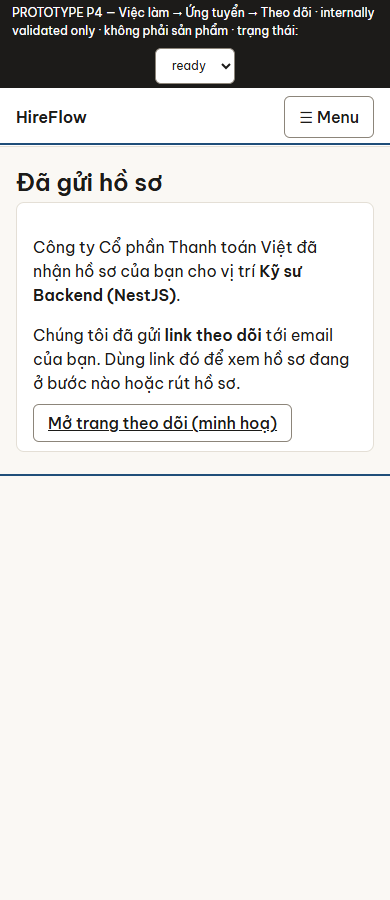 PROTOTYPE P4 — Việc làm → Ứng tuyển → Theo dõi · internally
validated only · không phải sản phẩm · trạng thái:
ready
HireFlow
☰ Menu
Đã gửi hồ sơ
Công ty Cổ phần Thanh toán Việt đã
nhận hồ sơ của bạn cho vị trí Kỹ sư
Backend (NestJS).
Chúng tôi đã gửi link theo dõi tới email
của bạn. Dùng link đó để xem hồ sơ đang
ở bước nào hoặc rút hồ sơ.
Mở trang theo dõi (minh hoạ)